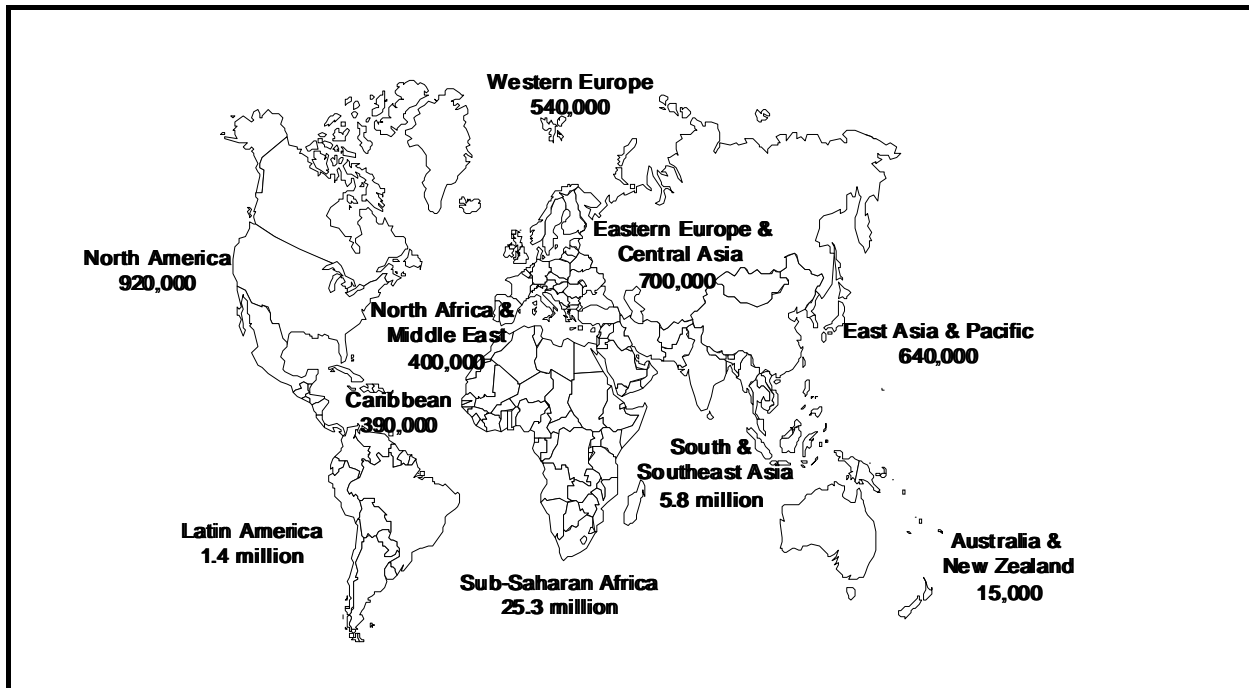 Western Europe
540,000
Eastern Europe &
Central Asia
700,000
North America
920,000
North Africa &
Middle East
400,000
East Asia & Pacific
640,000
Caribbean
390,000
South &
Southeast Asia
5.8 million
Latin America
1.4 million
Australia &
New Zealand
15,000
Sub-Saharan Africa
25.3 million